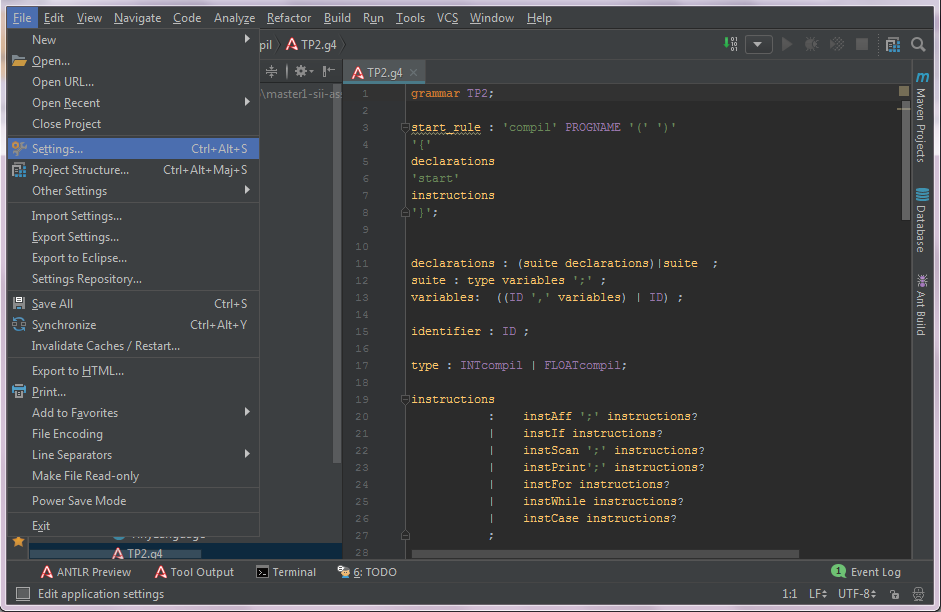 File Edit View Navigate Code Analyze Refactor Build Run Tools VCS Window Help
pil TP2.g4
New
Open...
Open URL...
Open Recent
Close Project
Settings... Ctrl+Alt+S
Project Structure... Ctrl+Alt+Maj+S
Other Settings
Import Settings...
Export Settings...
Export to Eclipse...
Settings Repository...
Save All Ctrl+S
Synchronize Ctrl+Alt+Y
Invalidate Caches / Restart...
Export to HTML...
Print...
Add to Favorites
File Encoding
Line Separators
Make File Read-only
Power Save Mode
Exit
TP2.g4
\master1-sii-as
TP2.g4
1 grammar TP2;
2
3 start_rule : 'compil' PROGNAME '(' ')'
4 '{'
5 declarations
6 'start'
7 instructions
8 '}';
9
10
11 declarations : (suite declarations)|suite ;
12 suite : type variables ';' ;
13 variables: ((ID ',' variables) | ID) ;
14
15 identifier : ID ;
16
17 type : INTcompil | FLOATcompil;
18
19 instructions
20 : instAff ';' instructions?
21 | instIf instructions?
22 | instScan ';' instructions?
23 | instPrint';' instructions?
24 | instFor instructions?
25 | instWhile instructions?
26 | instCase instructions?
27 ;
28
Maven Projects
Database
Ant Build
ANTLR Preview Tool Output Terminal 6: TODO 1 Event Log
Edit application settings 1:1 LF UTF-8